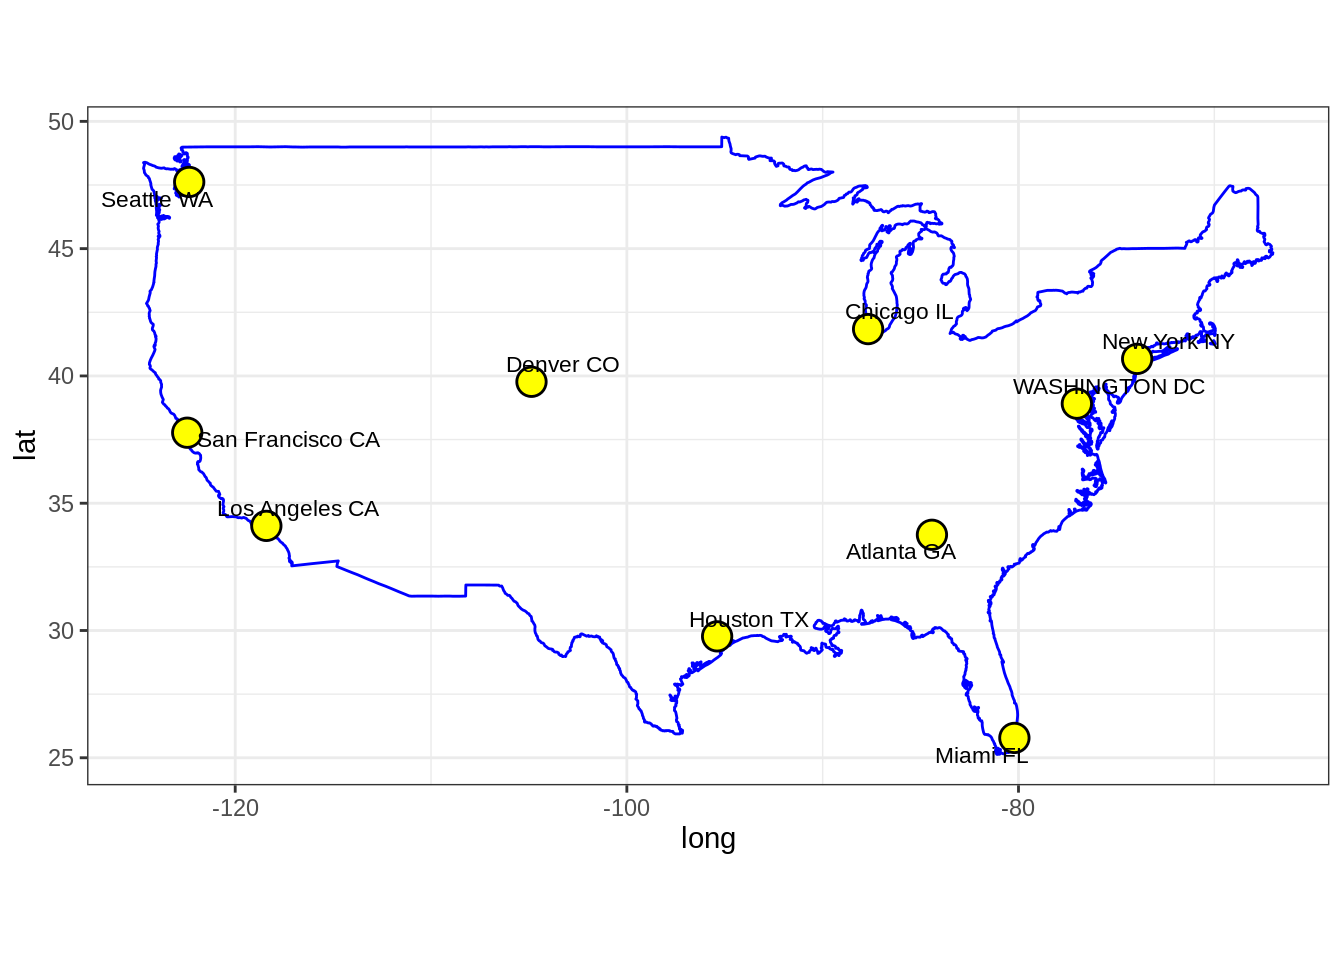 50
Seattle WA
45
Chicago IL
New York NY
Denver CO
40
WASHINGTON DC
San Francisco CA
lat
35
Los Angeles CA
Atlanta GA
Houston TX
30
Miami FL
25
-120
-100
-80
long